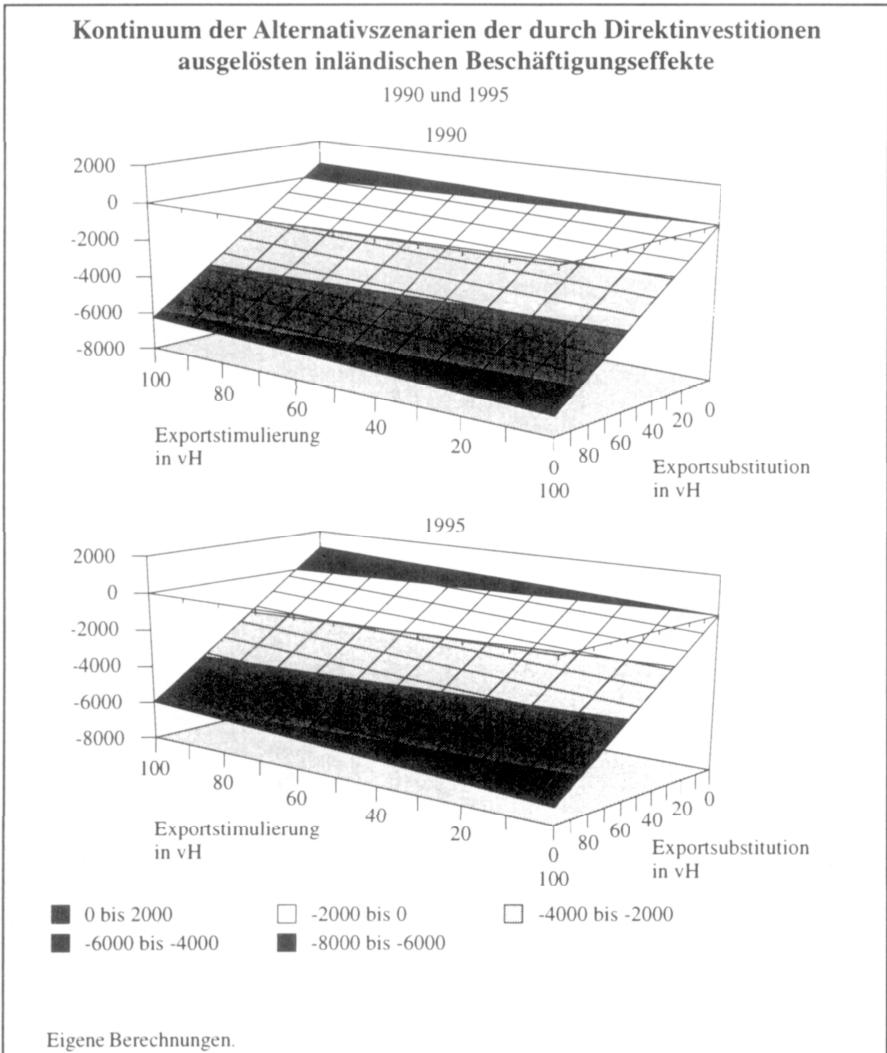 Kontinuum der Alternativszenarien der durch Direktinvestitionen
ausgelösten inländischen Beschäftigungseffekte
1990 und 1995
1990
2000
0
-2000
-4000
-6000
-8000
100
80
60
40
20
0
100
80
60
40
20
0
Exportstimulierung
in vH
Exportsubstitution
in vH
1995
2000
0
-2000
-4000
-6000
-8000
100
80
60
40
20
0
100
80
60
40
20
0
Exportstimulierung
in vH
Exportsubstitution
in vH
0 bis 2000
-2000 bis 0
-4000 bis -2000
-6000 bis -4000
-8000 bis -6000
Eigene Berechnungen.